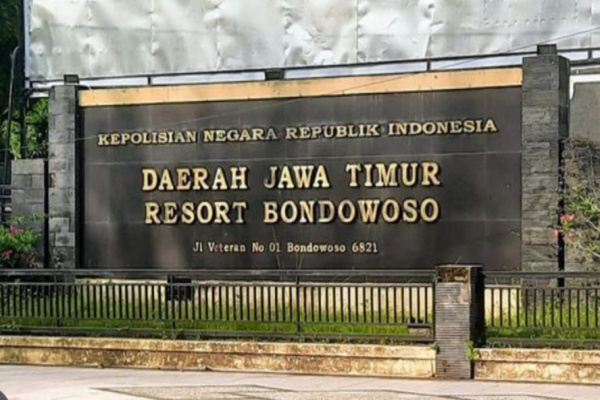 KEPOLISIAN NEGARA REPUBLIK INDONESIA
DAERAH JAWA TIMUR
RESORT BONDOWOSO
Jl Veteran No 01 Bondowoso 6821